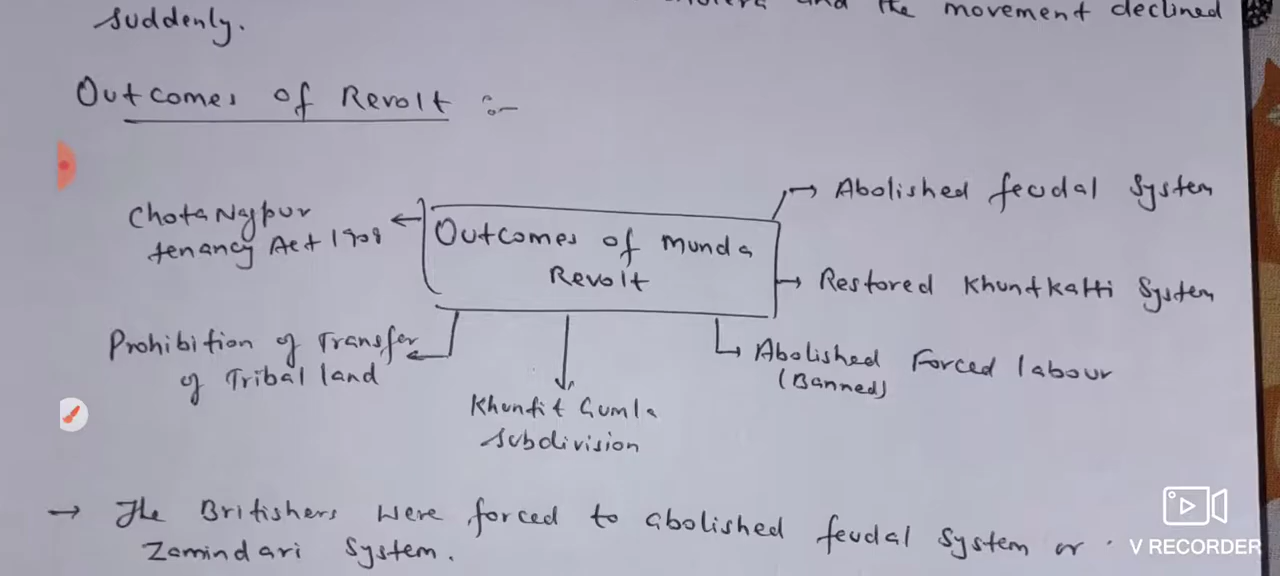 and the movement declined
suddenly.
Outcomes of Revolt :-
Chota Nagpur
tenancy Act 1908
Outcomes of Munda
Revolt
Abolished feudal System
Restored Khuntkatti System
Prohibition of Transfer
of Tribal land
Abolished Forced labour
(Banned)
Khunti & Gumla
subdivision
→ The Britishers were forced to abolished feudal system or
Zamindari System.
V RECORDER